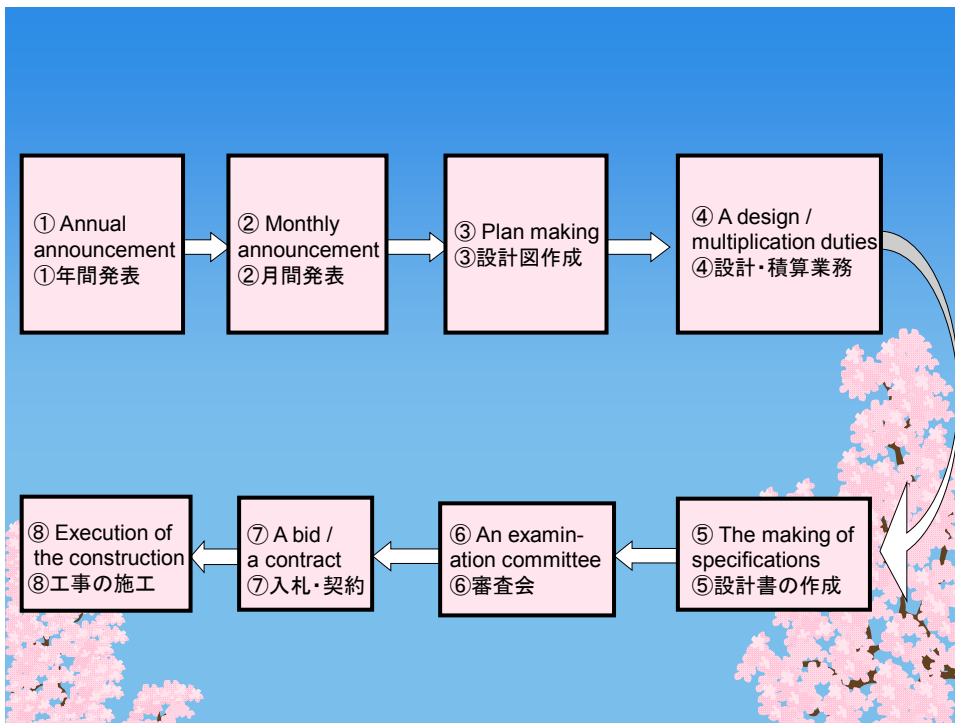 ① Annual
announcement
①年間発表
② Monthly
announcement
②月間発表
③ Plan making
③設計図作成
④ A design /
multiplication duties
④設計・積算業務
⑤ The making of
specifications
⑤設計書の作成
⑥ An examin-
ation committee
⑥審査会
⑦ A bid /
a contract
⑦入札・契約
⑧ Execution of
the construction
⑧工事の施工